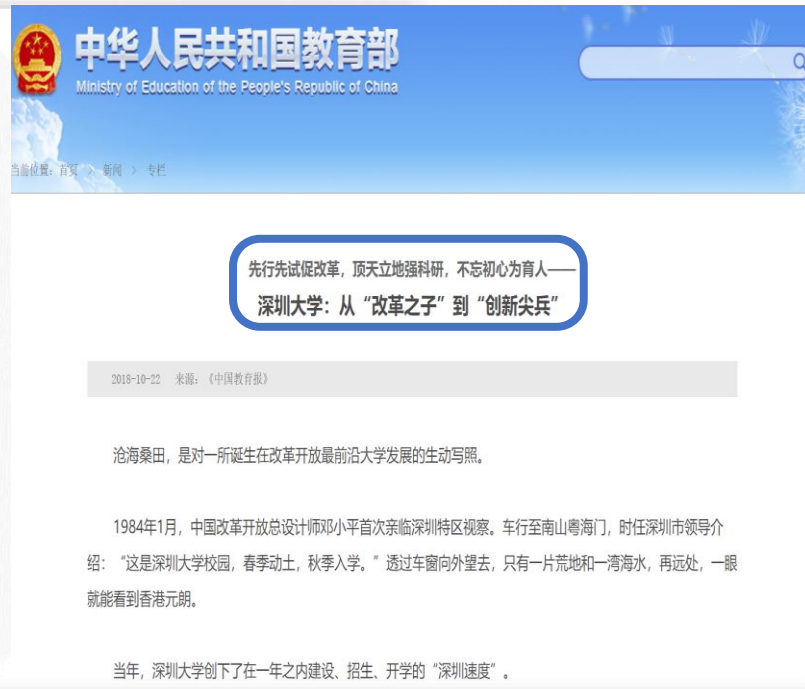 中华人民共和国教育部
Ministry of Education of the People's Republic of China
当前位置：首页 > 新闻 > 专栏
先行先试促改革，顶天立地强科研，不忘初心为育人——
深圳大学：从“改革之子”到“创新尖兵”
2018-10-22 来源：《中国教育报》
沧海桑田，是对一所诞生在改革开放最前沿大学发展的生动写照。
1984年1月，中国改革开放总设计师邓小平首次亲临深圳特区视察。车行至南山粤海门，时任深圳市领导介
绍：“这是深圳大学校园，春季动土，秋季入学。”透过车窗向外望去，只有一片荒地和一湾海水，再远处，一眼
就能看到香港元朗。
当年，深圳大学创下了在一年之内建设、招生、开学的“深圳速度”。